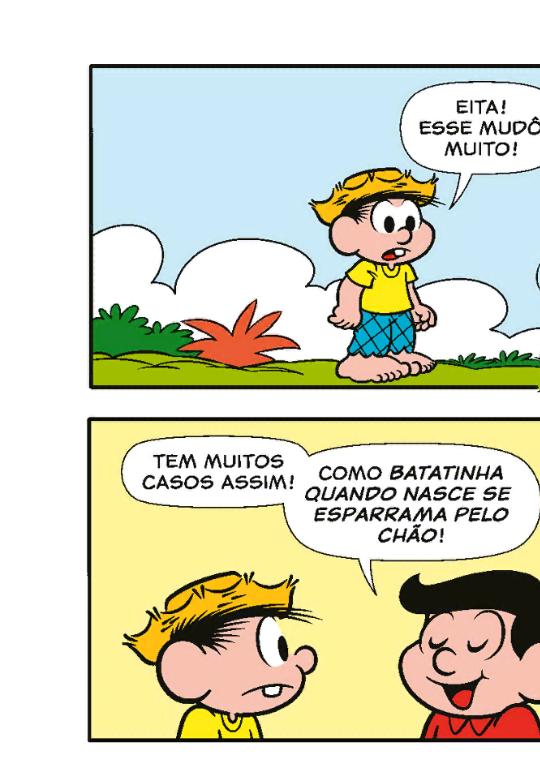 EITA!
ESSE MUDÔ
MUITO!
TEM MUITOS
CASOS ASSIM!
COMO BATATINHA
QUANDO NASCE SE
ESPARRAMA PELO
CHÃO!